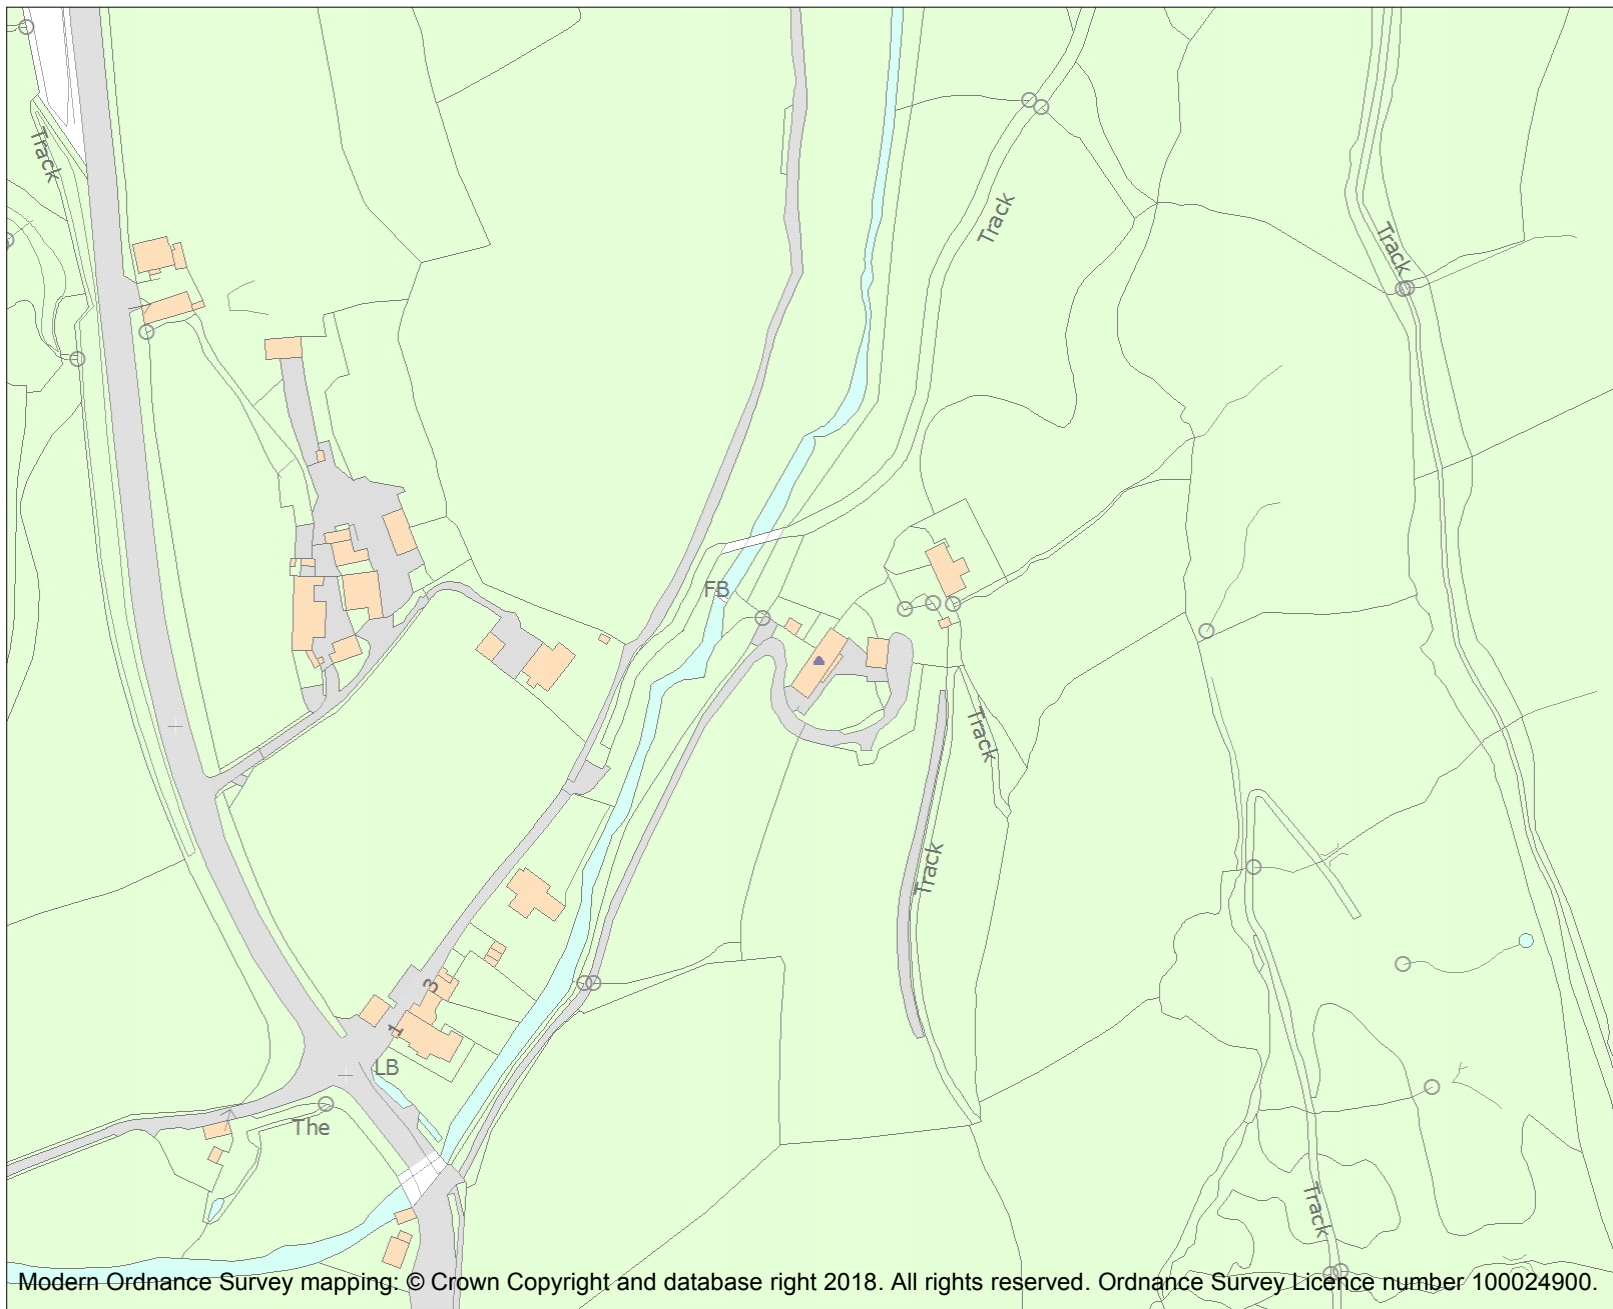 Track
Track
Track
FB
Track
Track
3
1
LB
The
Track
Modern Ordnance Survey mapping: © Crown Copyright and database right 2018. All rights reserved. Ordnance Survey Licence number 100024900.